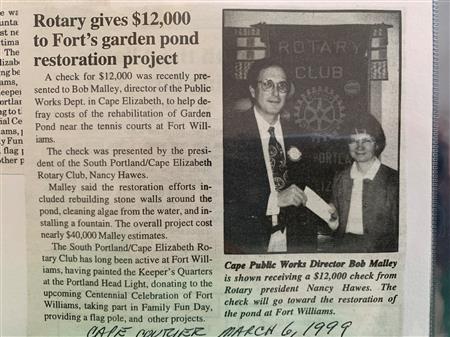 Rotary gives $12,000
to Fort's garden pond
restoration project
A check for $12,000 was recently pre-
sented to Bob Malley, director of the Public
Works Dept. in Cape Elizabeth, to help de-
fray costs of the rehabilitation of Garden
Pond near the tennis courts at Fort Wil-
liams.
The check was presented by the presi-
dent of the South Portland/Cape Elizabeth
Rotary Club, Nancy Hawes.
Malley said the restoration efforts in-
cluded rebuilding stone walls around the
pond, cleaning algae from the water, and in-
stalling a fountain. The overall project cost
nearly $40,000 Malley estimates.
The South Portland/Cape Elizabeth Ro-
tary Club has long been active at Fort Wil-
liams, having painted the Keeper's Quarters
at the Portland Head Light, donating to the
upcoming Centennial Celebration of Fort
Williams, taking part in Family Fun Day,
providing a flag pole, and other projects.
ROTARY
CLUB
Cape Public Works Director Bob Malley
is shown receiving a $12,000 check from
Rotary president Nancy Hawes. The
check will go toward the restoration of
the pond at Fort Williams.
CAPE COURIER MARCH 6, 1999